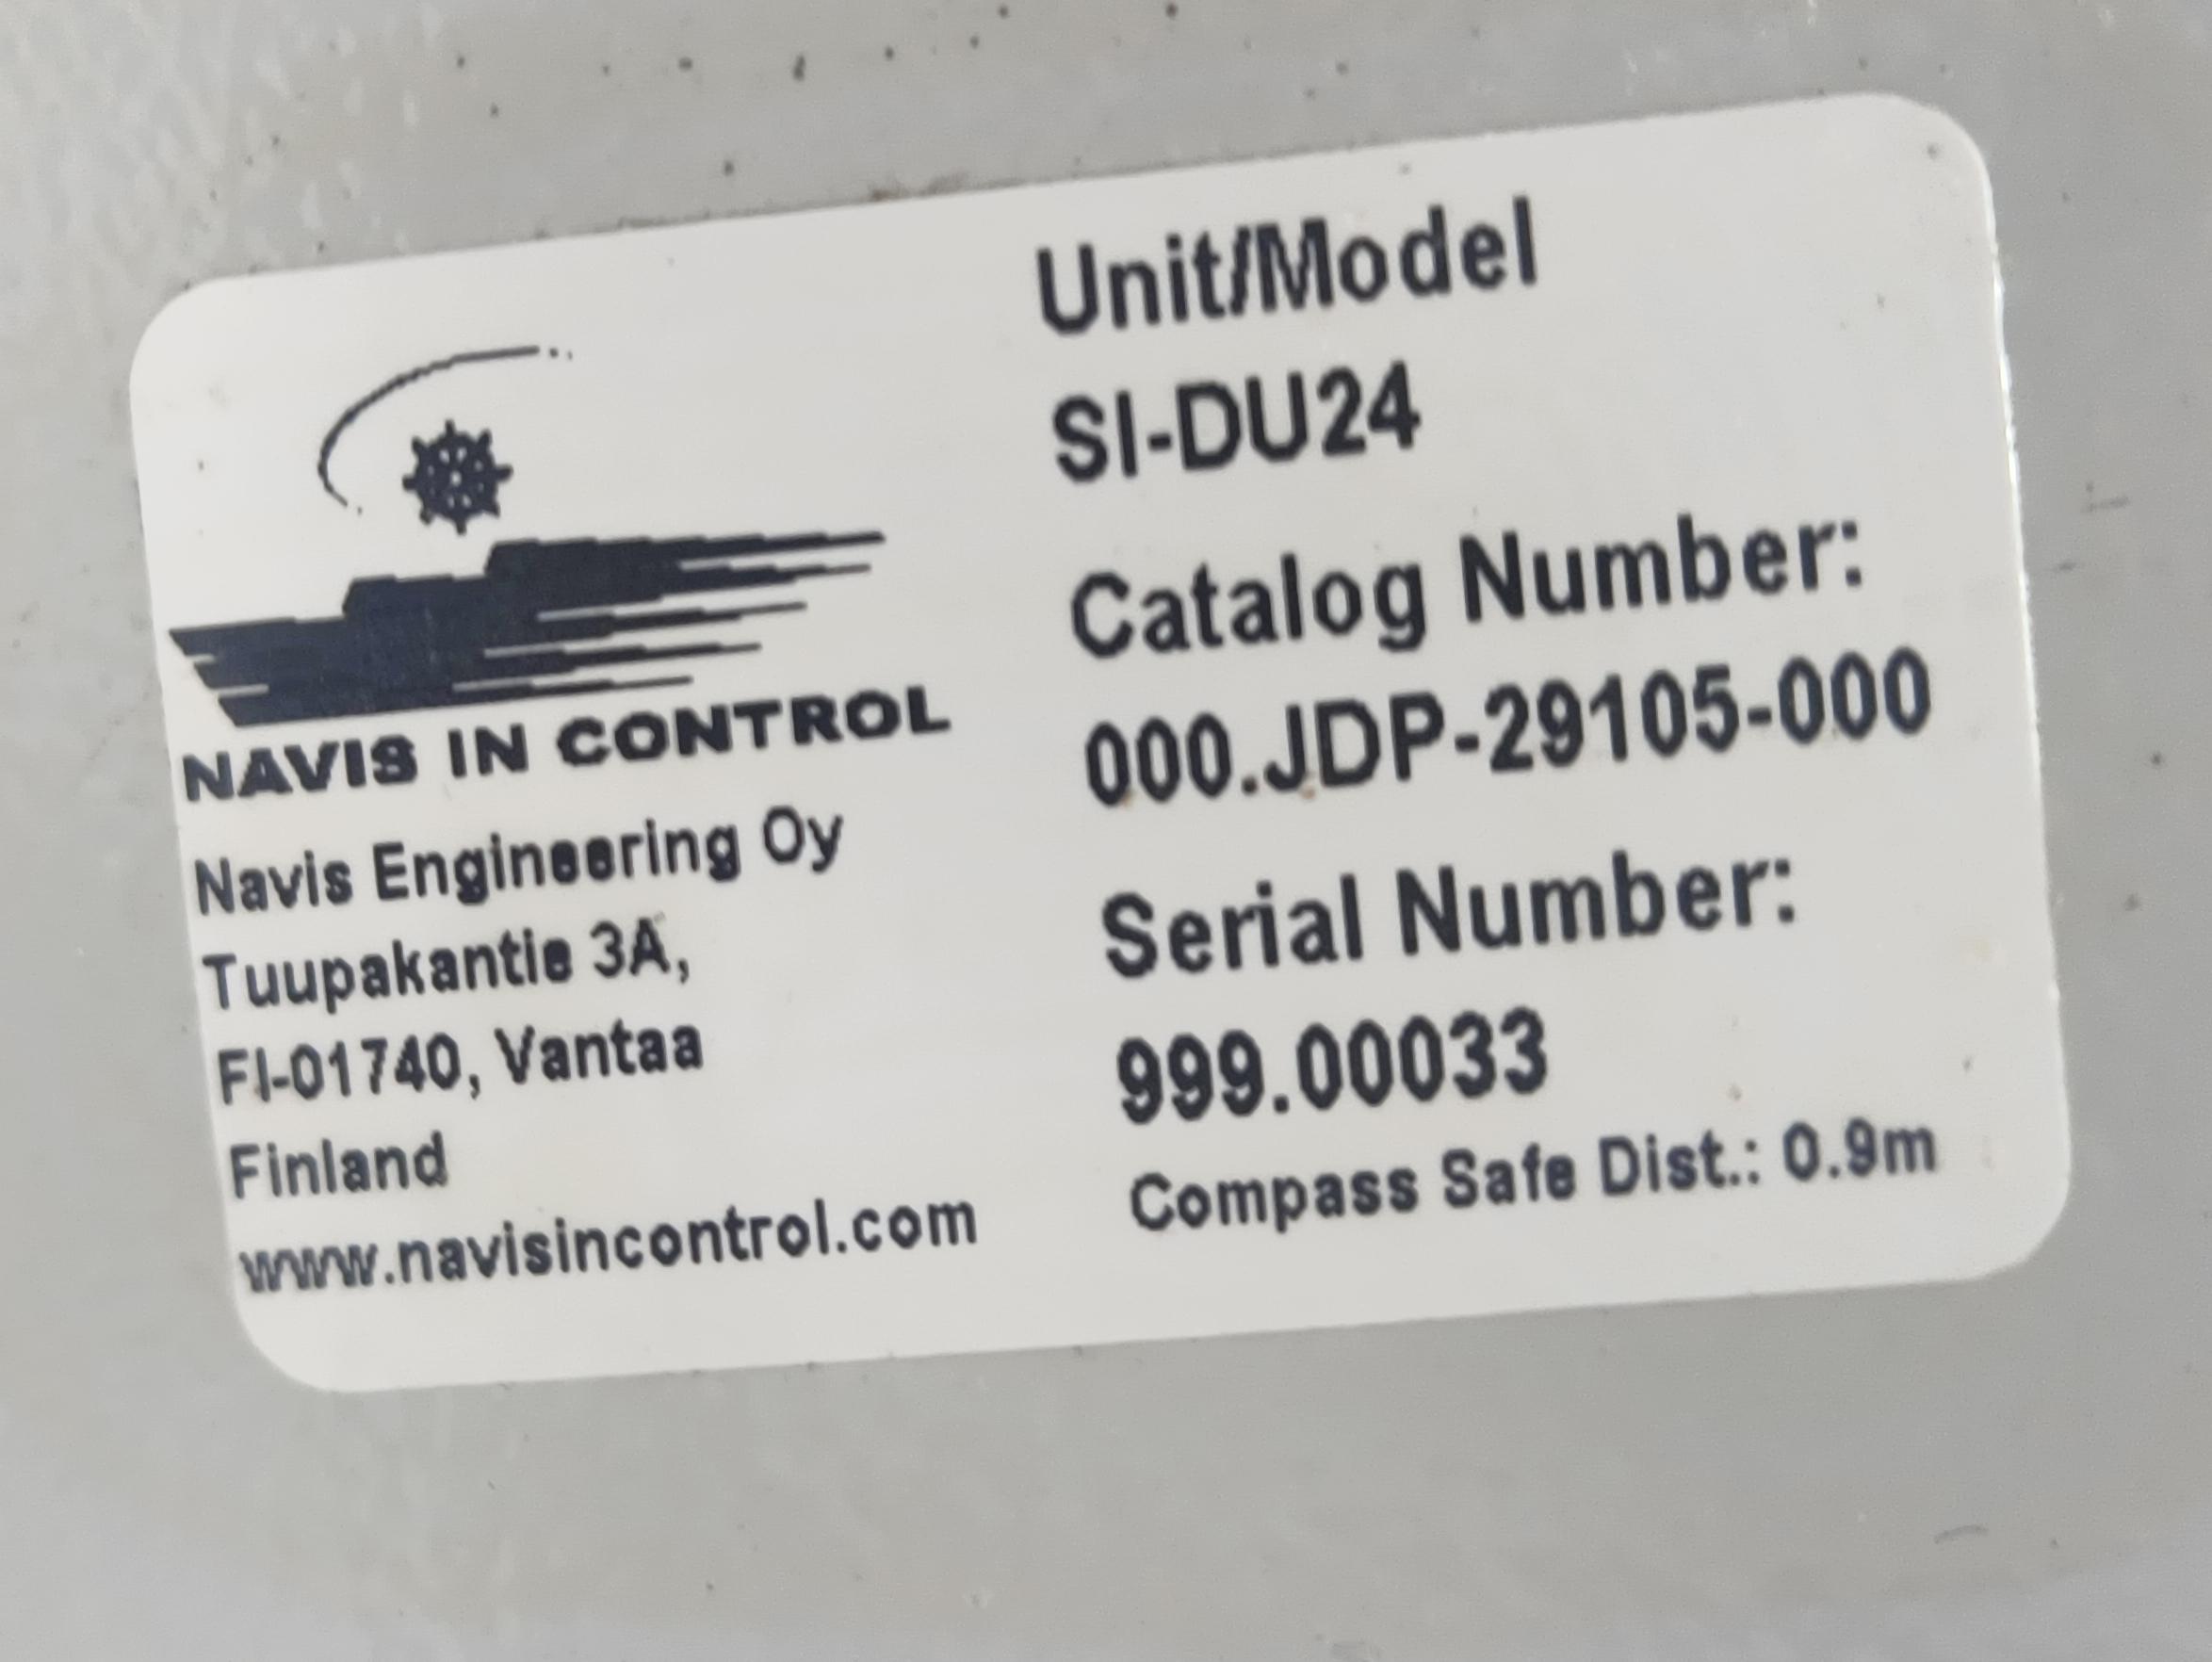 NAVIS IN CONTROL
Navis Engineering Oy
Tuupakantie 3A,
FI-01740, Vantaa
Finland
www.navisincontrol.com
Unit/Model
SI-DU24
Catalog Number:
000.JDP-29105-000
Serial Number:
999.00033
Compass Safe Dist.: 0.9m